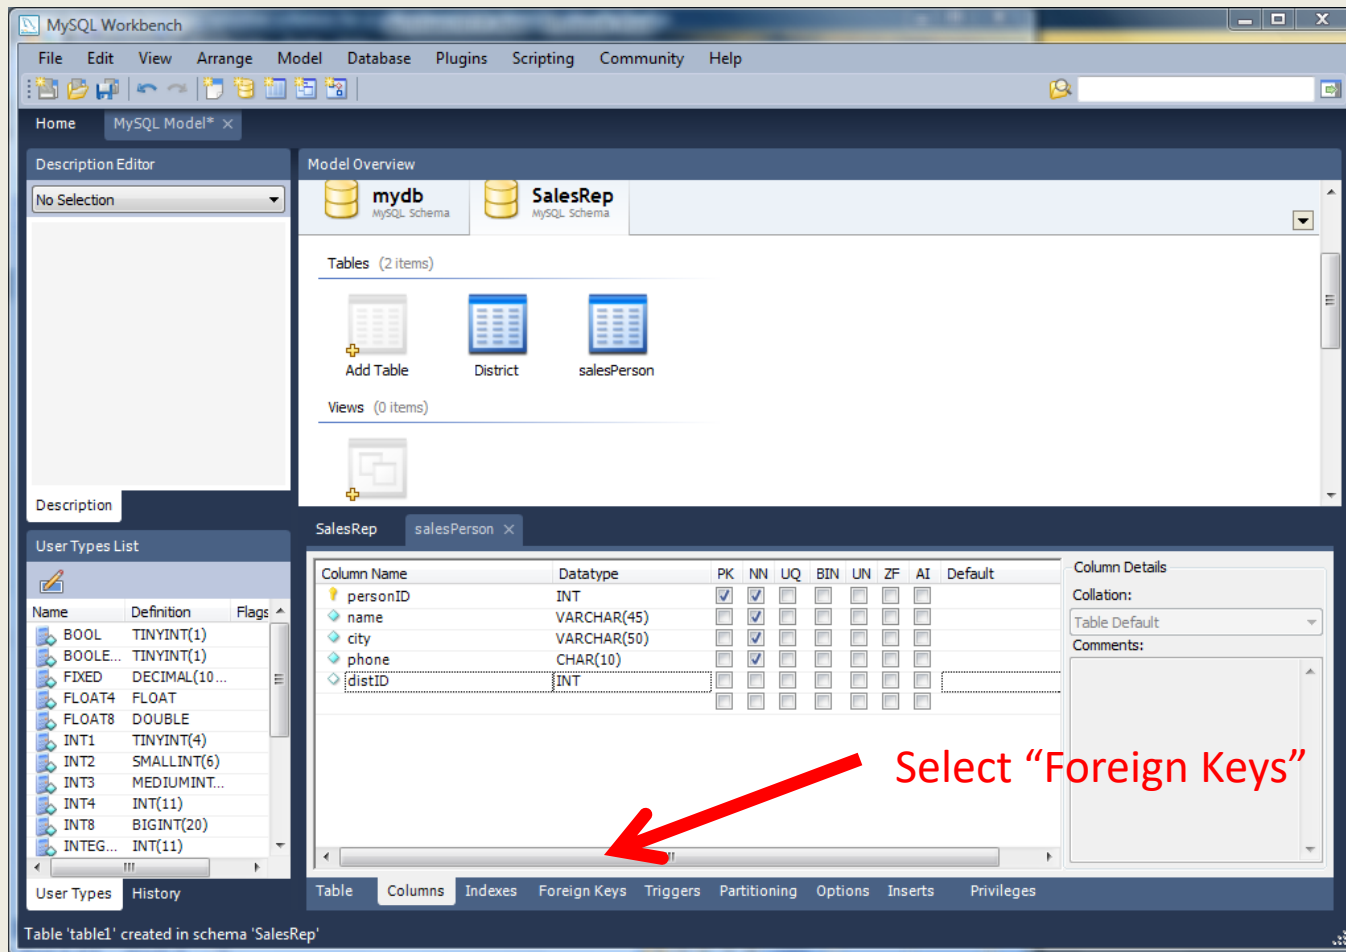 MySQL Workbench
File Edit View Arrange Model Database Plugins Scripting Community Help
Home MySQL Model*
Description Editor
No Selection
Description
Model Overview
mydb
MySQL Schema
SalesRep
MySQL Schema
Tables (2 items)
Add Table District salesPerson
Views (0 items)
User Types List
Name Definition Flags
BOOL TINYINT(1)
BOOLE... TINYINT(1)
FIXED DECIMAL(10...
FLOAT4 FLOAT
FLOAT8 DOUBLE
INT1 TINYINT(4)
INT2 SMALLINT(6)
INT3 MEDIUMINT...
INT4 INT(11)
INT8 BIGINT(20)
INTEG... INT(11)
User Types History
SalesRep salesPerson
Column Name Datatype PK NN UQ BIN UN ZF AI Default
personID INT
name VARCHAR(45)
city VARCHAR(50)
phone CHAR(10)
distID INT
Column Details
Collation:
Table Default
Comments:
Select “Foreign Keys”
Table Columns Indexes Foreign Keys Triggers Partitioning Options Inserts Privileges
Table 'table1' created in schema 'SalesRep'